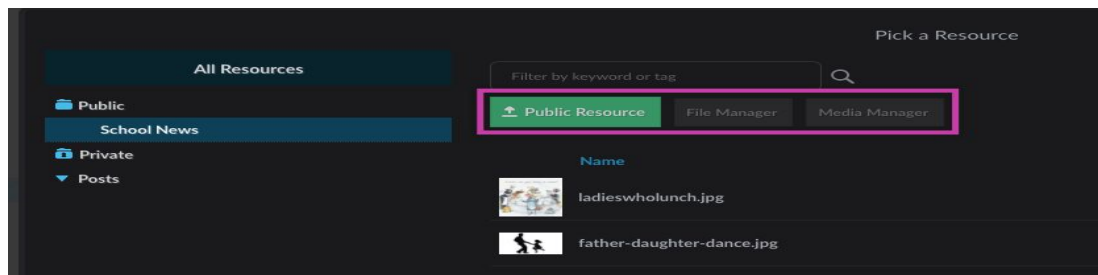 Pick a Resource
All Resources
Filter by keyword or tag
Public
Public Resource File Manager Media Manager
School News
Private
Name
Posts
ladieswholunch.jpg
father-daughter-dance.jpg